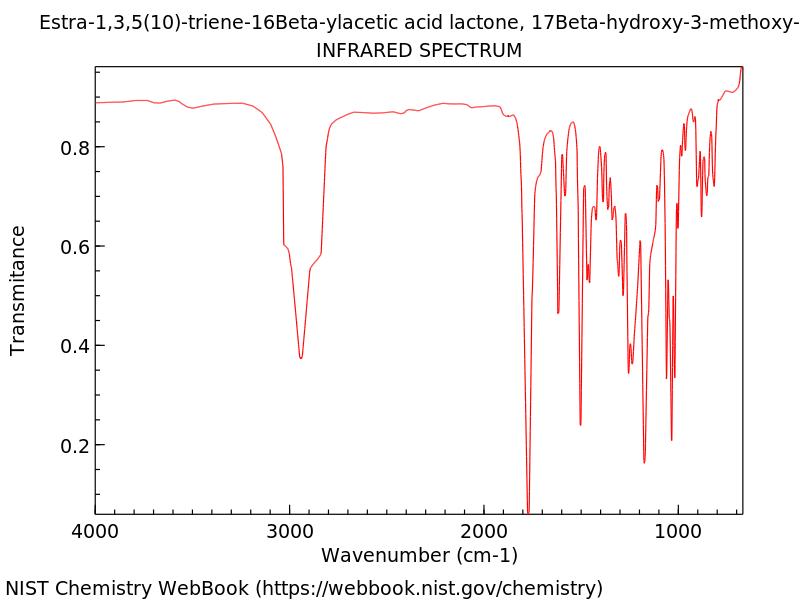 Estra-1,3,5(10)-triene-16Beta-ylacetic acid lactone, 17Beta-hydroxy-3-methoxy-
INFRARED SPECTRUM
0.8
0.6
0.4
0.2
Transmitance
4000 3000 2000 1000
Wavenumber (cm-1)
NIST Chemistry WebBook (https://webbook.nist.gov/chemistry)